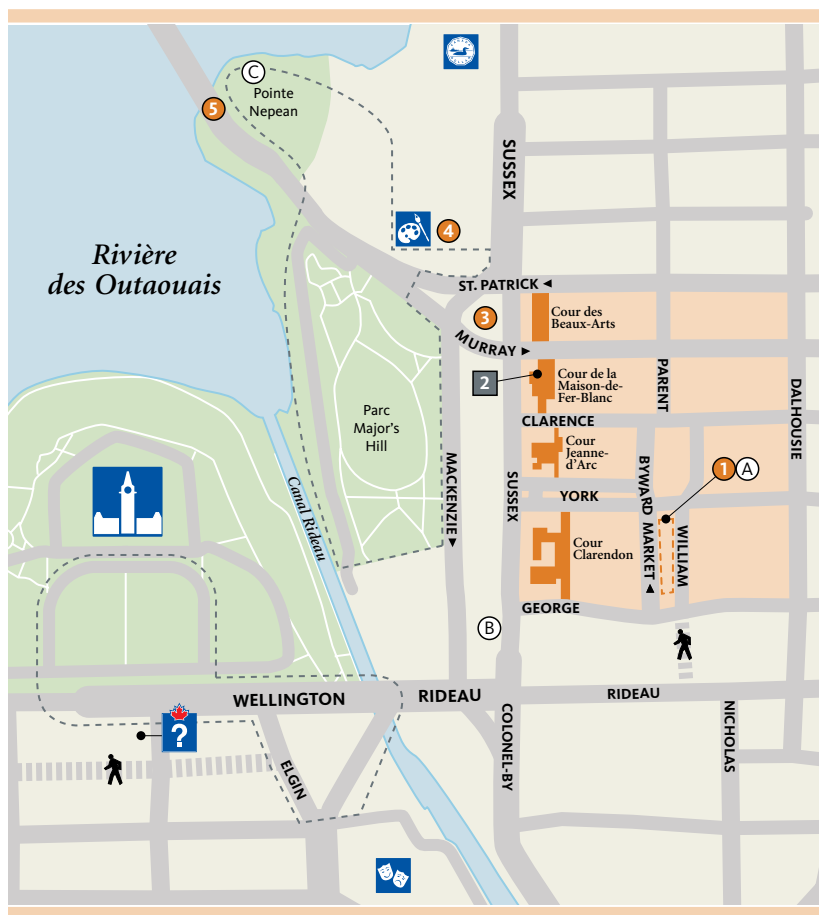 C
Pointe
Nepean
5
SUSSEX
4
Rivière
des Outaouais
ST. PATRICK
3
Cour des
Beaux-Arts
MURRAY
2
Cour de la
Maison-de-
Fer-Blanc
PARENT
DALHOUSIE
Parc
Major's
Hill
CLARENCE
Cour
Jeanne-
d'Arc
MACKENZIE
SUSSEX
BYWARD MARKET
1
A
YORK
Canal Rideau
WILLIAM
Cour
Clarendon
GEORGE
B
WELLINGTON
RIDEAU
RIDEAU
?
ELGIN
COLONEL-BY
NICHOLAS